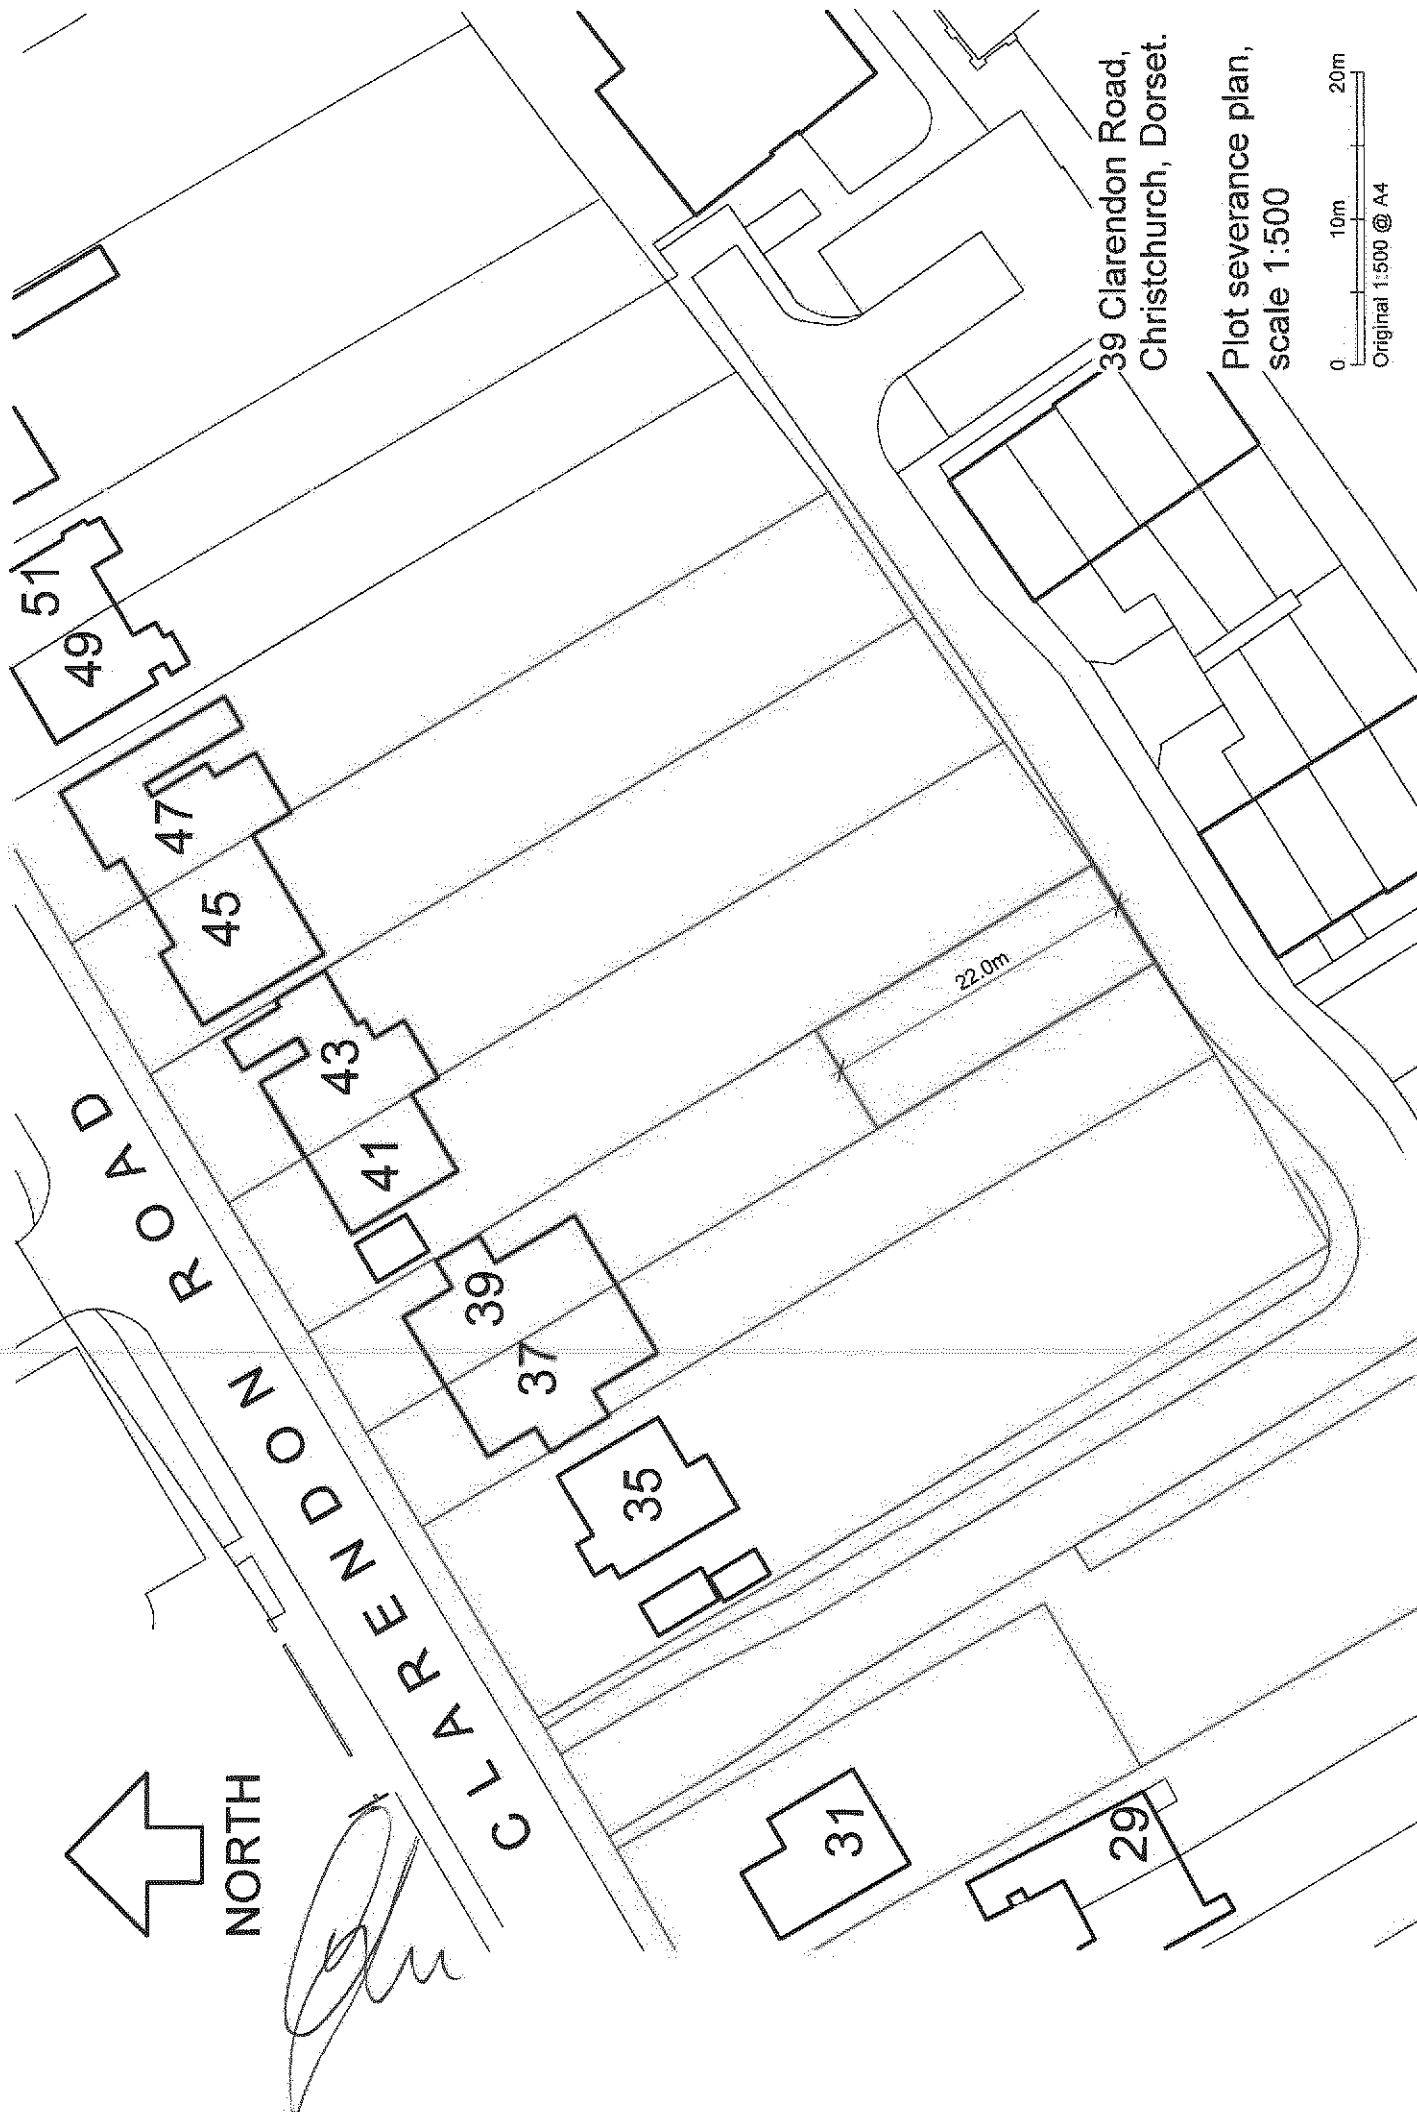 NORTH
CLARENDON ROAD
51
49
47
45
43
41
39
37
35
31
29
22.0m
39 Clarendon Road,
Christchurch, Dorset.
Plot severance plan,
scale 1:500
0 10m 20m
Original 1:500 @ A4